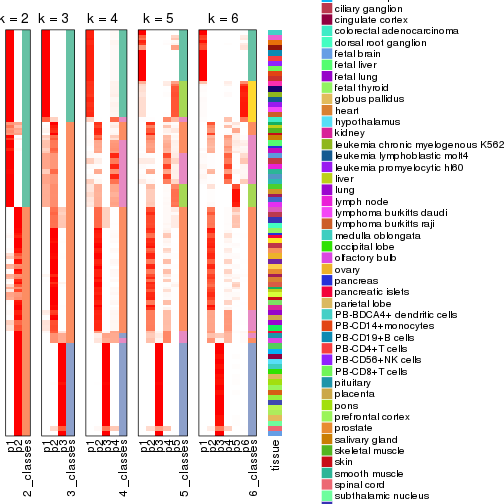 k = 2 k = 3 k = 4 k = 5 k = 6
ciliary ganglion
cingulate cortex
colorectal adenocarcinoma
dorsal root ganglion
fetal brain
fetal liver
fetal lung
fetal thyroid
globus pallidus
heart
hypothalamus
kidney
leukemia chronic myelogenous K562
leukemia lymphoblastic molt4
leukemia promyelocytic hl60
liver
lung
lymph node
lymphoma burkitts daudi
lymphoma burkitts raji
medulla oblongata
occipital lobe
olfactory bulb
ovary
pancreas
pancreatic islets
parietal lobe
PB-BDCA4+ dendritic cells
PB-CD14+monocytes
PB-CD19+B cells
PB-CD4+T cells
PB-CD56+NK cells
PB-CD8+T cells
pituitary
placenta
pons
prefrontal cortex
prostate
salivary gland
skeletal muscle
skin
smooth muscle
spinal cord
subthalamic nucleus
p1 p2 2_classes
p1 p2 p3 3_classes
p1 p2 p3 p4 4_classes
p1 p2 p3 p4 p5 5_classes
p1 p2 p3 p4 p5 p6 6_classes
tissue